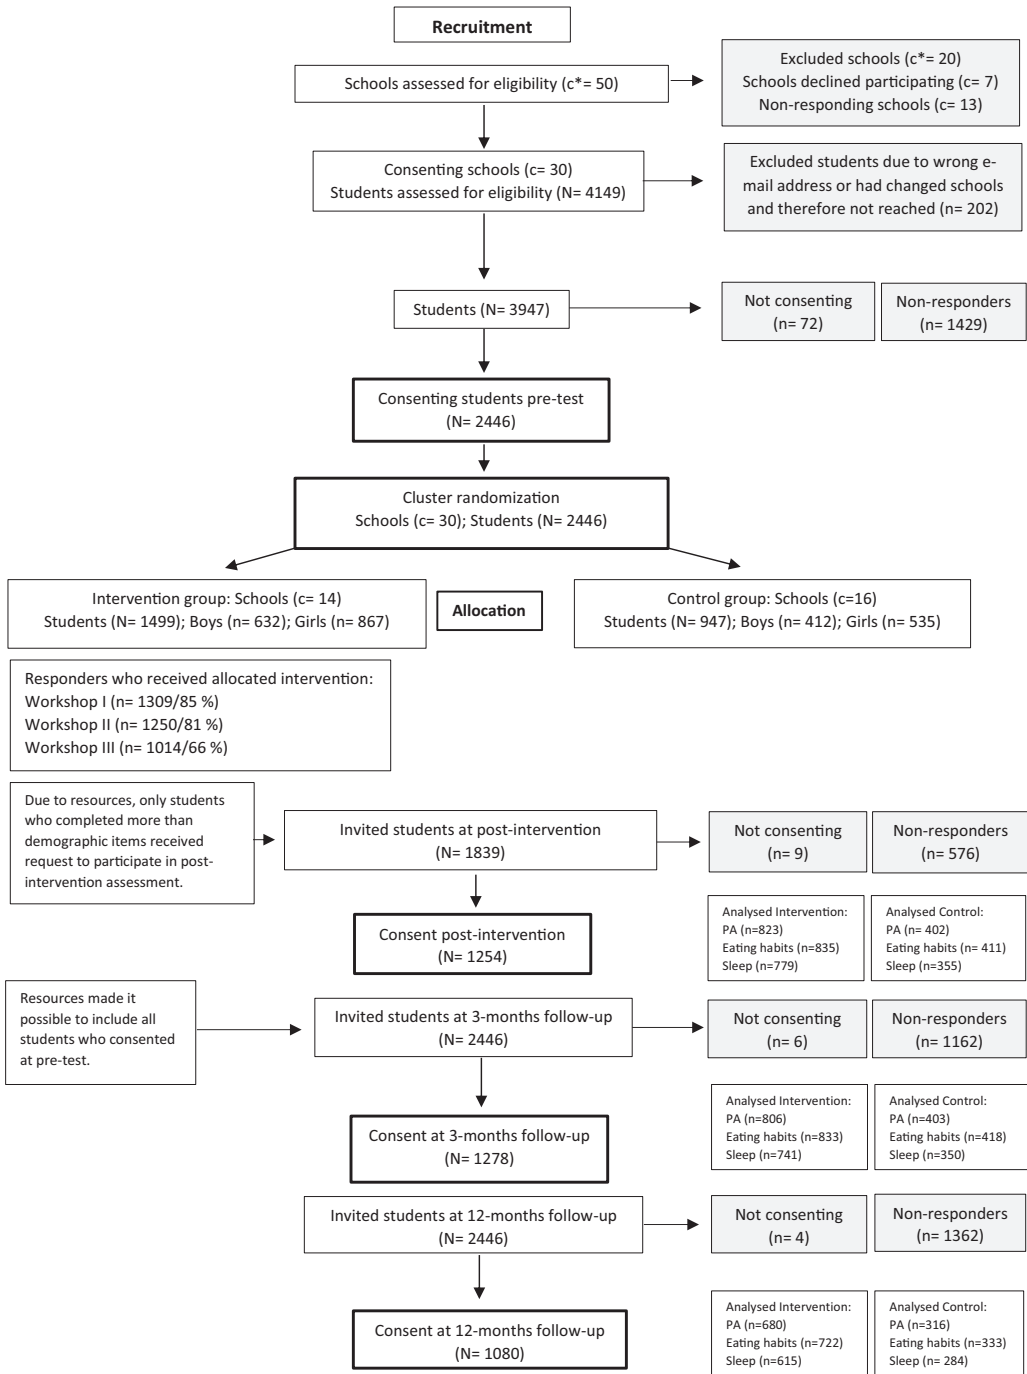 Recruitment
Schools assessed for eligibility (c*= 50)
Excluded schools (c*= 20)
Schools declined participating (c= 7)
Non-responding schools (c= 13)
Consenting schools (c= 30)
Students assessed for eligibility (N= 4149)
Excluded students due to wrong e-
mail address or had changed schools
and therefore not reached (n= 202)
Students (N= 3947)
Not consenting
(n= 72)
Non-responders
(n= 1429)
Consenting students pre-test
(N= 2446)
Cluster randomization
Schools (c= 30); Students (N= 2446)
Intervention group: Schools (c= 14)
Students (N= 1499); Boys (n= 632); Girls (n= 867)
Allocation
Control group: Schools (c=16)
Students (N= 947); Boys (n= 412); Girls (n= 535)
Responders who received allocated intervention:
Workshop I (n= 1309/85 %)
Workshop II (n= 1250/81 %)
Workshop III (n= 1014/66 %)
Due to resources, only students
who completed more than
demographic items received
request to participate in post-
intervention assessment.
Invited students at post-intervention
(N= 1839)
Not consenting
(n= 9)
Non-responders
(n= 576)
Consent post-intervention
(N= 1254)
Analysed Intervention:
PA (n=823)
Eating habits (n=835)
Sleep (n=779)
Analysed Control:
PA (n= 402)
Eating habits (n= 411)
Sleep (n=355)
Resources made it
possible to include all
students who consented
at pre-test.
Invited students at 3-months follow-up
(N= 2446)
Not consenting
(n= 6)
Non-responders
(n= 1162)
Consent at 3-months follow-up
(N= 1278)
Analysed Intervention:
PA (n=806)
Eating habits (n=833)
Sleep (n=741)
Analysed Control:
PA (n=403)
Eating habits (n=418)
Sleep (n=350)
Invited students at 12-months follow-up
(N= 2446)
Not consenting
(n= 4)
Non-responders
(n= 1362)
Consent at 12-months follow-up
(N= 1080)
Analysed Intervention:
PA (n=680)
Eating habits (n=722)
Sleep (n=615)
Analysed Control:
PA (n=316)
Eating habits (n=333)
Sleep (n= 284)